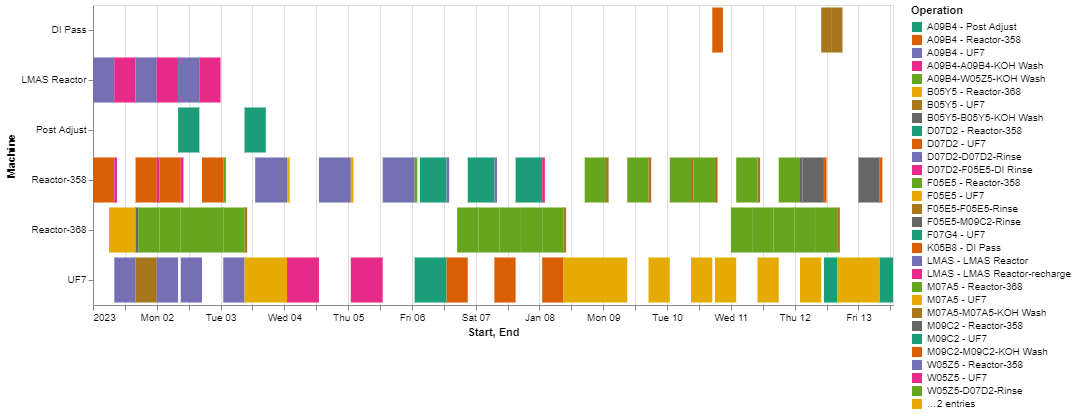 Machine
DI Pass
LMAS Reactor
Post Adjust
Reactor-358
Reactor-368
UF7
2023
Mon 02
Tue 03
Wed 04
Thu 05
Fri 06
Sat 07
Jan 08
Mon 09
Tue 10
Wed 11
Thu 12
Fri 13
Start, End
Operation
A09B4 - Post Adjust
A09B4 - Reactor-358
A09B4 - UF7
A09B4-A09B4-KOH Wash
A09B4-W05Z5-KOH Wash
B05Y5 - Reactor-368
B05Y5 - UF7
B05Y5-B05Y5-KOH Wash
D07D2 - Reactor-358
D07D2 - UF7
D07D2-D07D2-Rinse
D07D2-F05E5-DI Rinse
F05E5 - Reactor-358
F05E5 - UF7
F05E5-F05E5-Rinse
F05E5-M09C2-Rinse
F07G4 - UF7
K05B8 - DI Pass
LMAS - LMAS Reactor
LMAS - LMAS Reactor-recharge
M07A5 - Reactor-368
M07A5 - UF7
M07A5-M07A5-KOH Wash
M09C2 - Reactor-358
M09C2 - UF7
M09C2-M09C2-KOH Wash
W05Z5 - Reactor-358
W05Z5 - UF7
W05Z5-D07D2-Rinse
…2 entries